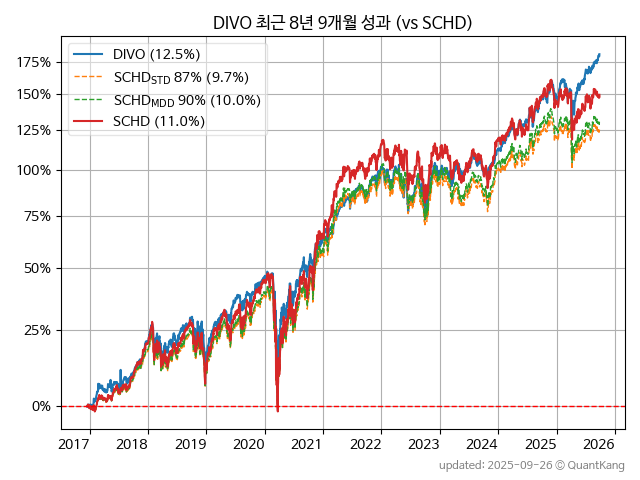 DIVO 최근 8년 9개월 성과 (vs SCHD)
DIVO (12.5%)
SCHD_STD 87% (9.7%)
SCHD_MDD 90% (10.0%)
SCHD (11.0%)
175%
150%
125%
100%
75%
50%
25%
0%
2017 2018 2019 2020 2021 2022 2023 2024 2025 2026
updated: 2025-09-26 © QuantKang